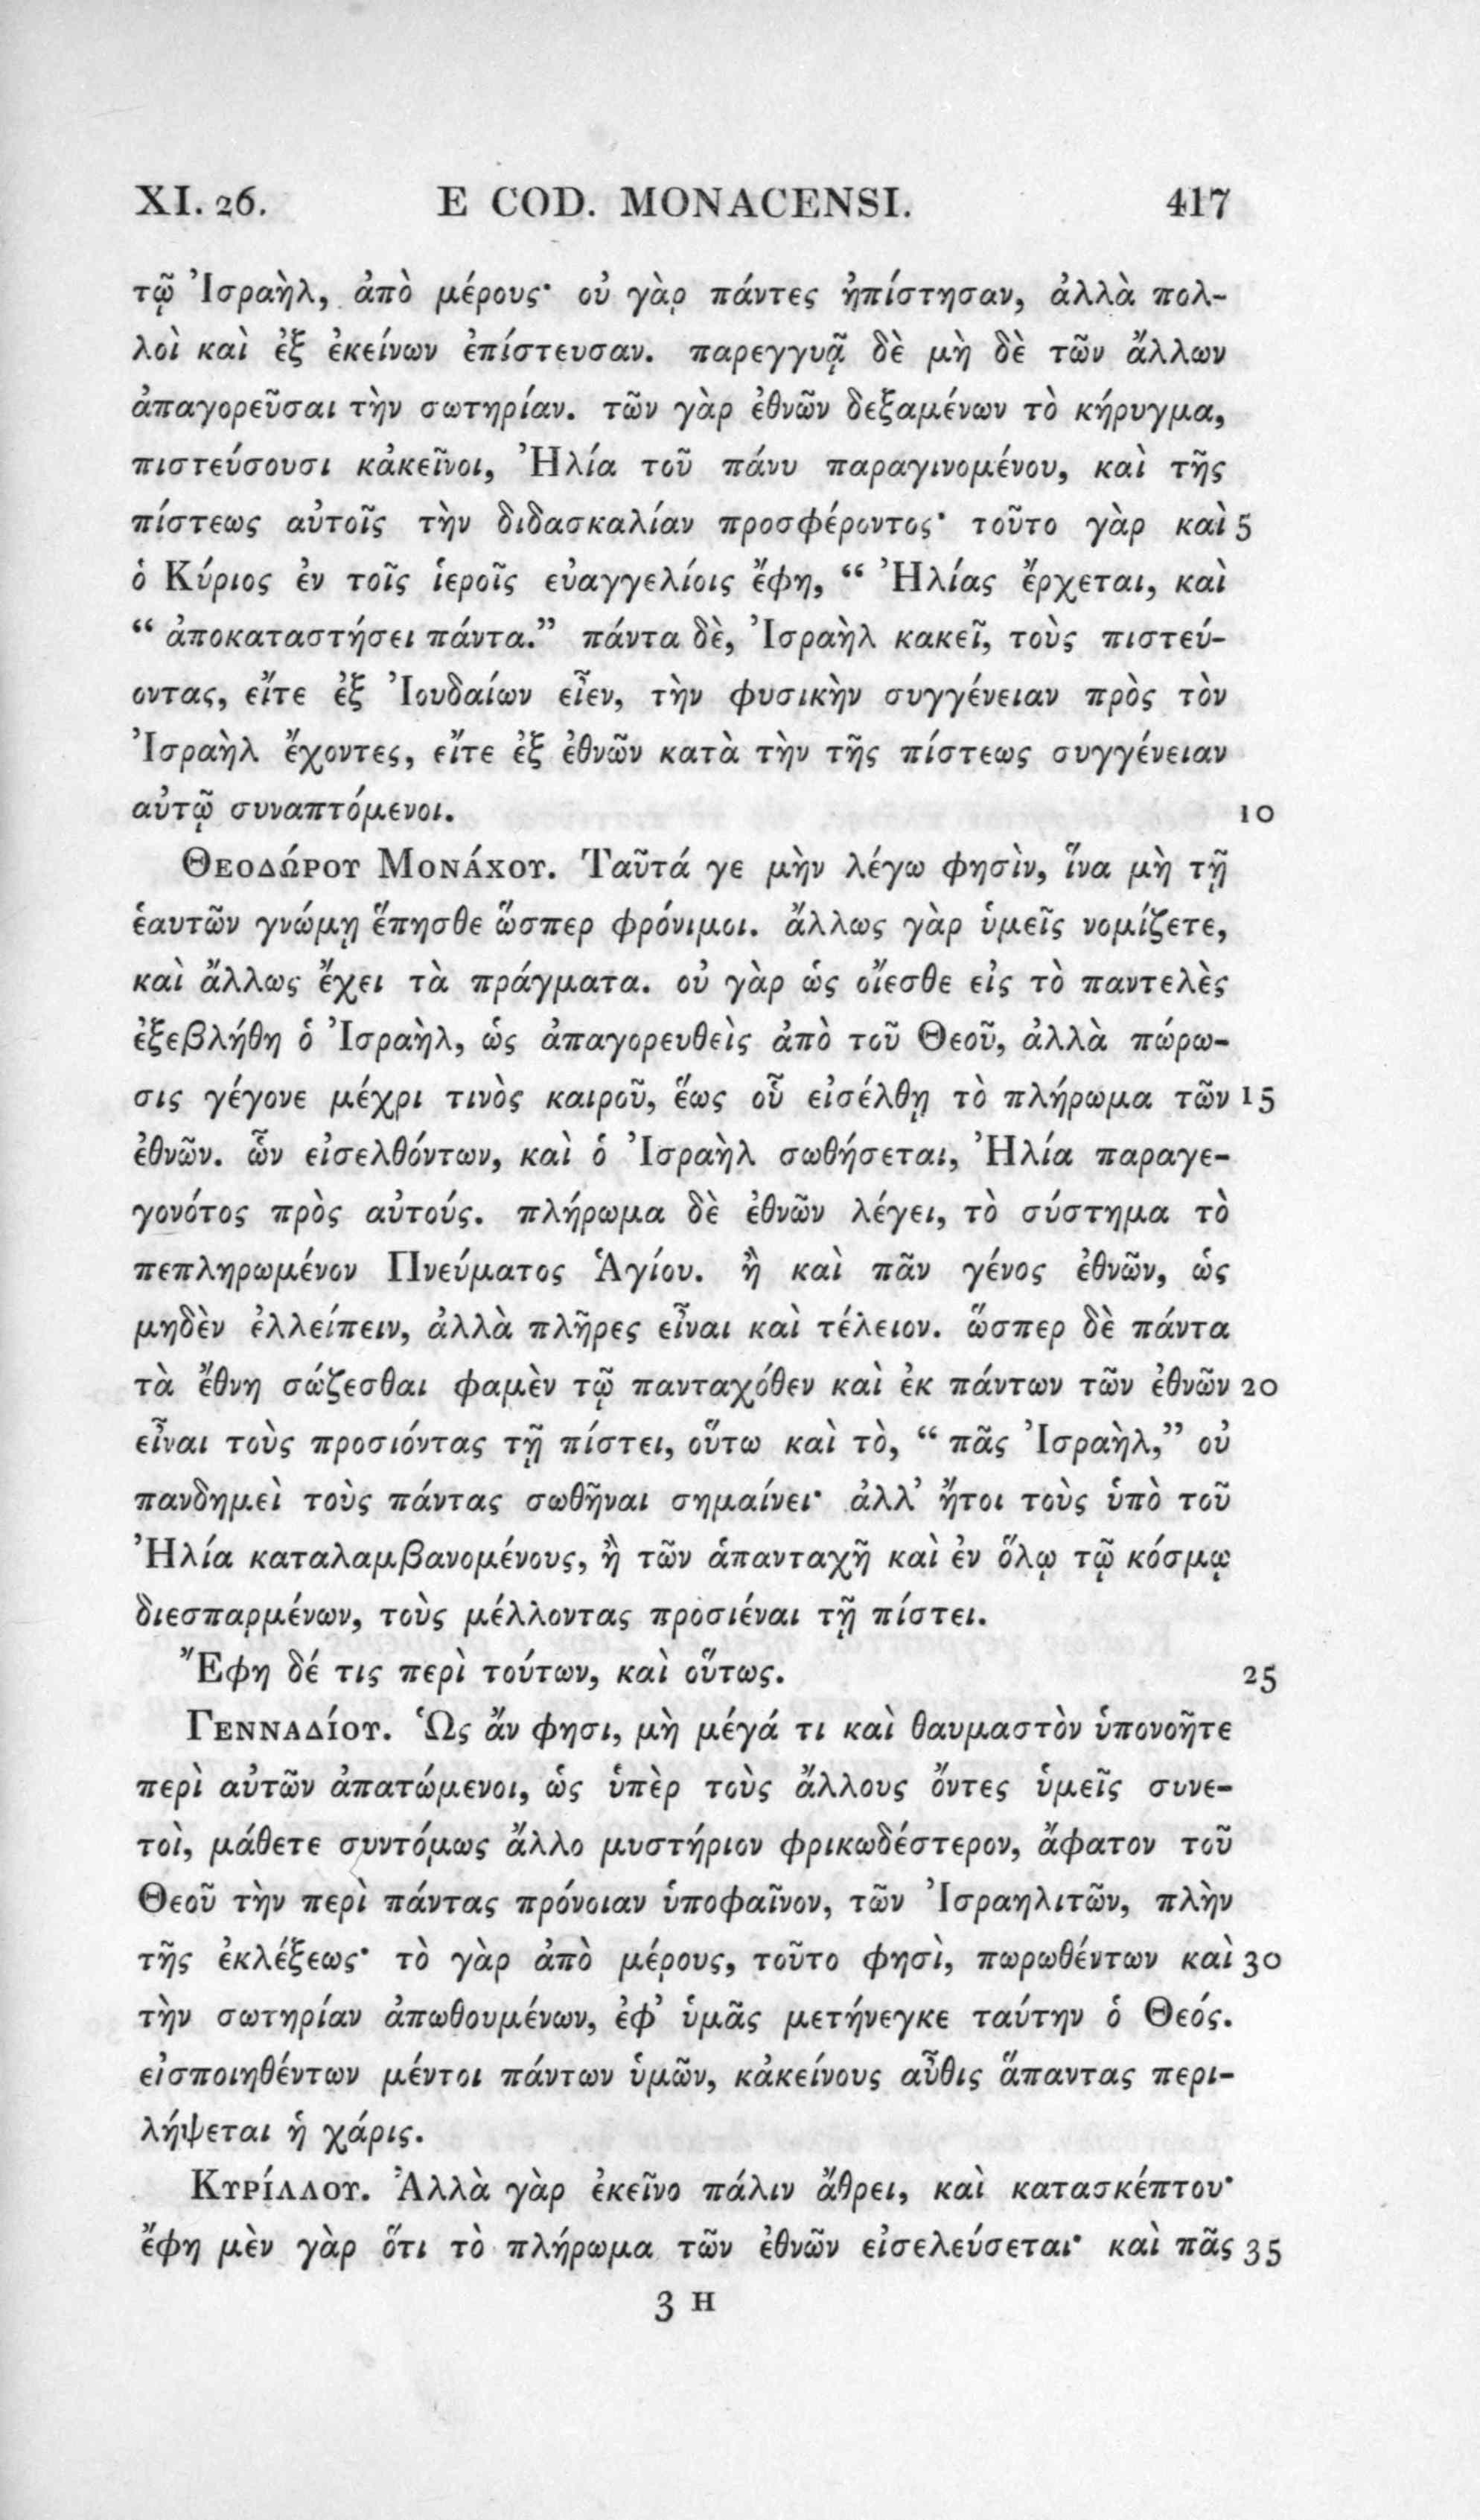 XI. 26. E COD. MONACENSI. 417
τῷ Ἰσραὴλ, ἀπὸ μέρους· οὐ γὰρ πάντες ἠπίστησαν, ἀλλὰ πολ-
λοὶ καὶ ἐξ ἐκείνων ἐπίστευσαν. παρεγγυᾷ δὲ μὴ δὲ τῶν ἄλλων
ἀπαγορεῦσαι τὴν σωτηρίαν. τῶν γὰρ ἐθνῶν δεξαμένων τὸ κήρυγμα,
πιστεύσουσι κἀκεῖνοι, Ἠλία τοῦ πάνυ παραγινομένου, καὶ τῆς
πίστεως αὐτοῖς τὴν διδασκαλίαν προσφέροντος· τοῦτο γὰρ καὶ 5
ὁ Κύριος ἐν τοῖς ἱεροῖς εὐαγγελίοις ἔφη, “ Ἠλίας ἔρχεται, καὶ
“ ἀποκαταστήσει πάντα.” πάντα δὲ, Ἰσραὴλ κακεῖ, τοὺς πιστεύ-
οντας, εἴτε ἐξ Ἰουδαίων εἶεν, τὴν φυσικὴν συγγένειαν πρὸς τὸν
Ἰσραὴλ ἔχοντες, εἴτε ἐξ ἐθνῶν κατὰ τὴν τῆς πίστεως συγγένειαν
αὐτῷ συναπτόμενοι. 10
ΘΕΟΔΏΡΟΥ ΜΟΝΆΧΟΥ. Ταῦτά γε μὴν λέγω φησὶν, ἵνα μὴ τῇ
ἑαυτῶν γνώμῃ ἕπησθε ὥσπερ φρόνιμοι. ἄλλως γὰρ ὑμεῖς νομίζετε,
καὶ ἄλλως ἔχει τὰ πράγματα. οὐ γὰρ ὡς οἴεσθε εἰς τὸ παντελὲς
ἐξεβλήθη ὁ Ἰσραὴλ, ὡς ἀπαγορευθεὶς ἀπὸ τοῦ Θεοῦ, ἀλλὰ πώρω-
σις γέγονε μέχρι τινὸς καιροῦ, ἕως οὗ εἰσέλθῃ τὸ πλήρωμα τῶν 15
ἐθνῶν. ὧν εἰσελθόντων, καὶ ὁ Ἰσραὴλ σωθήσεται, Ἠλία παραγε-
γονότος πρὸς αὐτούς. πλήρωμα δὲ ἐθνῶν λέγει, τὸ σύστημα τὸ
πεπληρωμένον Πνεύματος Ἁγίου. ἢ καὶ πᾶν γένος ἐθνῶν, ὡς
μηδὲν ἐλλείπειν, ἀλλὰ πλῆρες εἶναι καὶ τέλειον. ὥσπερ δὲ πάντα
τὰ ἔθνη σώζεσθαι φαμὲν τῷ πανταχόθεν καὶ ἐκ πάντων τῶν ἐθνῶν 20
εἶναι τοὺς προσιόντας τῇ πίστει, οὕτω καὶ τὸ, “ πᾶς Ἰσραὴλ,” οὐ
πανδημεὶ τοὺς πάντας σωθῆναι σημαίνει· ἀλλ’ ἤτοι τοὺς ὑπὸ τοῦ
Ἠλία καταλαμβανομένους, ἢ τῶν ἁπανταχῆ καὶ ἐν ὅλῳ τῷ κόσμῳ
διεσπαρμένων, τοὺς μέλλοντας προσιέναι τῇ πίστει.
Ἔφη δέ τις περὶ τούτων, καὶ οὕτως. 25
ΓΕΝΝΑΔΊΟΥ. Ὡς ἄν φησι, μὴ μέγά τι καὶ θαυμαστὸν ὑπονοῆτε
περὶ αὐτῶν ἀπατώμενοι, ὡς ὑπὲρ τοὺς ἄλλους ὄντες ὑμεῖς συνε-
τοὶ, μάθετε συντόμως ἄλλο μυστήριον φρικωδέστερον, ἄφατον τοῦ
Θεοῦ τὴν περὶ πάντας πρόνοιαν ὑποφαῖνον, τῶν Ἰσραηλιτῶν, πλὴν
τῆς ἐκλέξεως· τὸ γὰρ ἀπὸ μέρους, τοῦτο φησὶ, πωρωθέντων καὶ 30
τὴν σωτηρίαν ἀπωθουμένων, ἐφ’ ὑμᾶς μετήνεγκε ταύτην ὁ Θεός.
εἰσποιηθέντων μέντοι πάντων ὑμῶν, κἀκείνους αὖθις ἅπαντας περι-
λήψεται ἡ χάρις.
ΚΥΡΊΛΛΟΥ. Ἀλλὰ γὰρ ἐκεῖνο πάλιν ἄθρει, καὶ κατασκέπτου·
ἔφη μὲν γὰρ ὅτι τὸ πλήρωμα τῶν ἐθνῶν εἰσελεύσεται· καὶ πᾶς 35
3 H